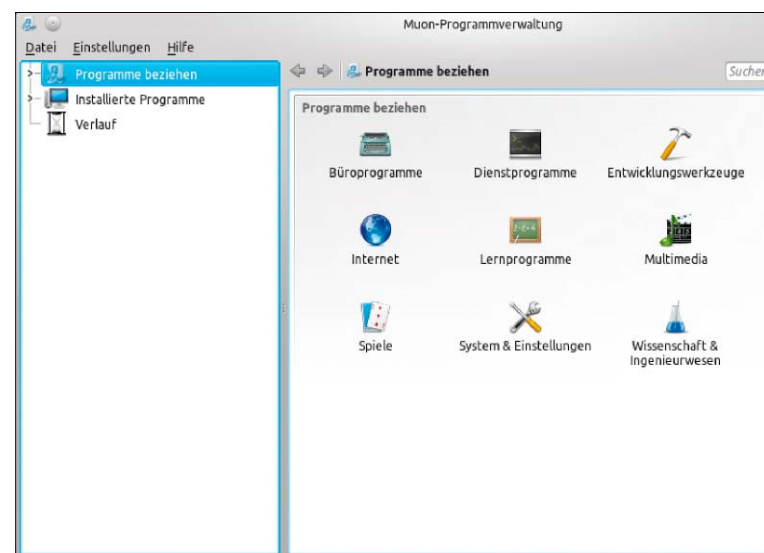 Muon-Programmverwaltung
Datei Einstellungen Hilfe
Programme beziehen
Installierte Programme
Verlauf
Programme beziehen
Suchen
Programme beziehen
Büroprogramme
Dienstprogramme
Entwicklungswerkzeuge
Internet
Lernprogramme
Multimedia
Spiele
System & Einstellungen
Wissenschaft &
Ingenieurwesen